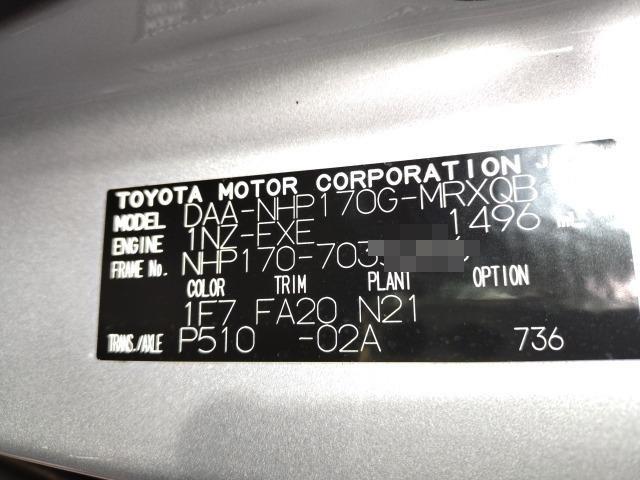 TOYOTA MOTOR CORPORATION
MODEL DAA-NHP170G-MRXQB
ENGINE 1NZ-FXE 1496
FRAME No. NHP170-703
COLOR TRIM PLANT OPTION
1F7 FA20 N21
TRANS./AXLE P510 -02A 736